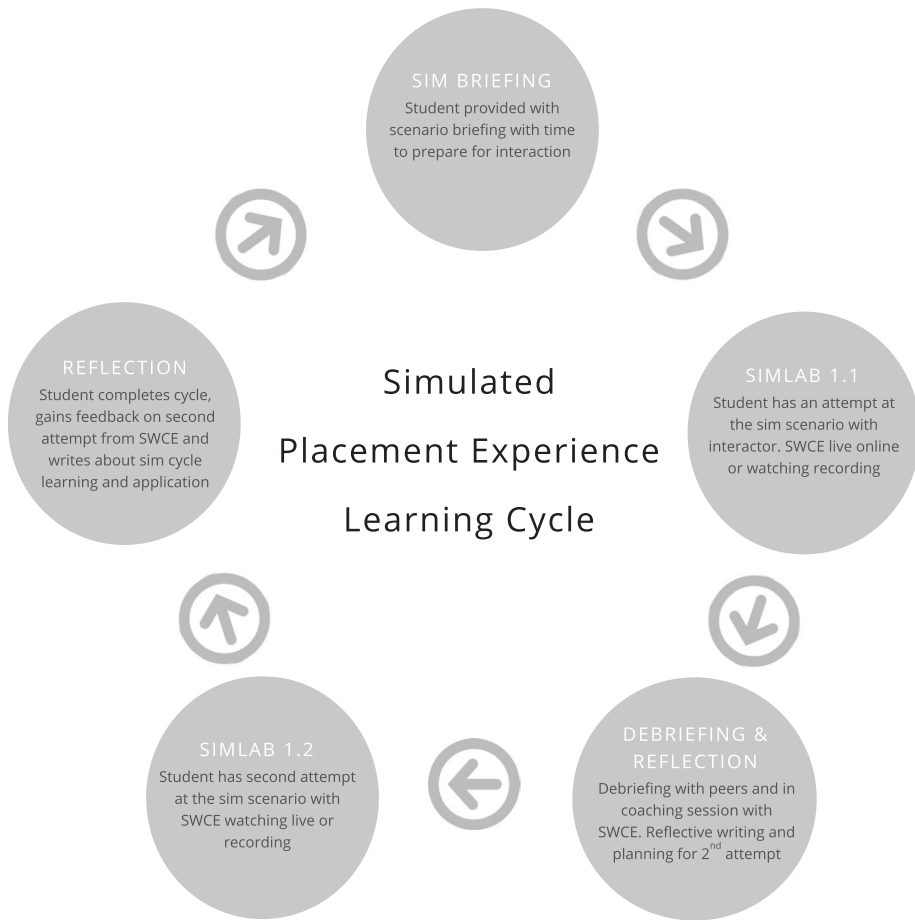 SIM BRIEFING
Student provided with
scenario briefing with time
to prepare for interaction
SIMLAB 1.1
Student has an attempt at
the sim scenario with
interactor. SWCE live online
or watching recording
DEBRIEFING &
REFLECTION
Debriefing with peers and in
coaching session with
SWCE. Reflective writing and
planning for 2nd attempt
SIMLAB 1.2
Student has second attempt
at the sim scenario with
SWCE watching live or
recording
REFLECTION
Student completes cycle,
gains feedback on second
attempt from SWCE and
writes about sim cycle
learning and application
Simulated
Placement Experience
Learning Cycle